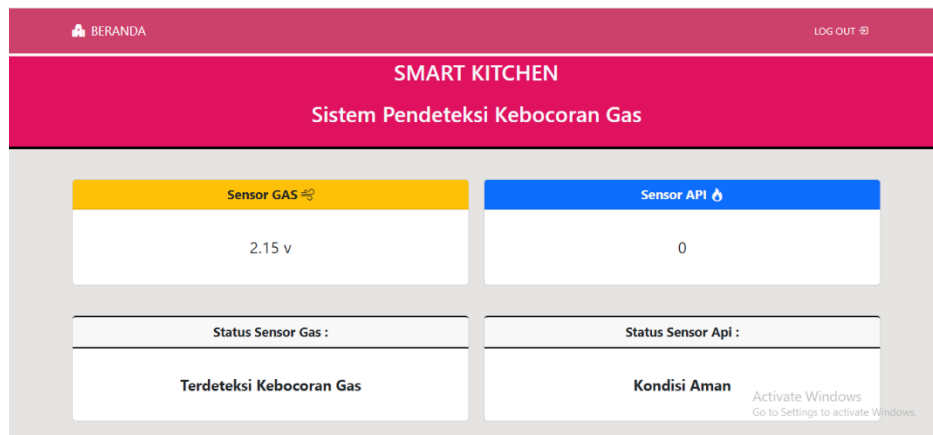 BERANDA
LOG OUT
SMART KITCHEN
Sistem Pendeteksi Kebocoran Gas
Sensor GAS
Sensor API
2.15 v
0
Status Sensor Gas :
Status Sensor Api :
Terdeteksi Kebocoran Gas
Kondisi Aman
Activate Windows
Go to Settings to activate Windows.